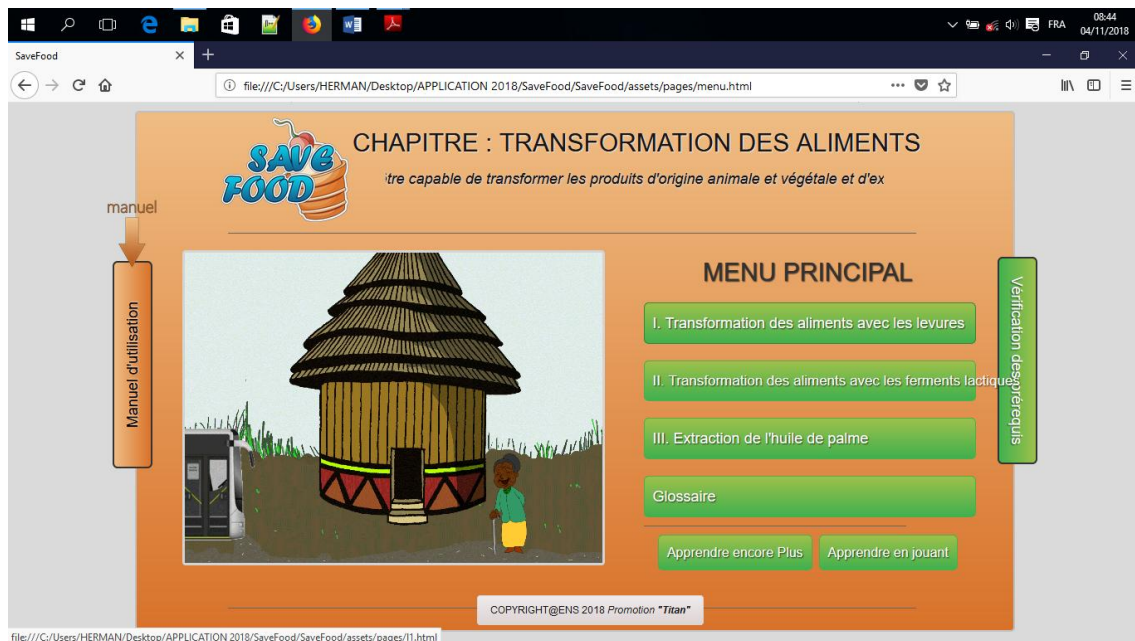 FRA
08:44
04/11/2018
SaveFood
file:///C:/Users/HERMAN/Desktop/APPLICATION 2018/SaveFood/SaveFood/assets/pages/menu.html
SAVE
FOOD
CHAPITRE : TRANSFORMATION DES ALIMENTS
tre capable de transformer les produits d'origine animale et végétale et d'ex
manuel
Manuel d'utilisation
MENU PRINCIPAL
I. Transformation des aliments avec les levures
II. Transformation des aliments avec les ferments lactiques
III. Extraction de l'huile de palme
Glossaire
Apprendre encore Plus
Apprendre en jouant
Vérification des prérequis
COPYRIGHT@ENS 2018 Promotion "Titan"
file:///C:/Users/HERMAN/Desktop/APPLICATION 2018/SaveFood/SaveFood/assets/pages/l1.html